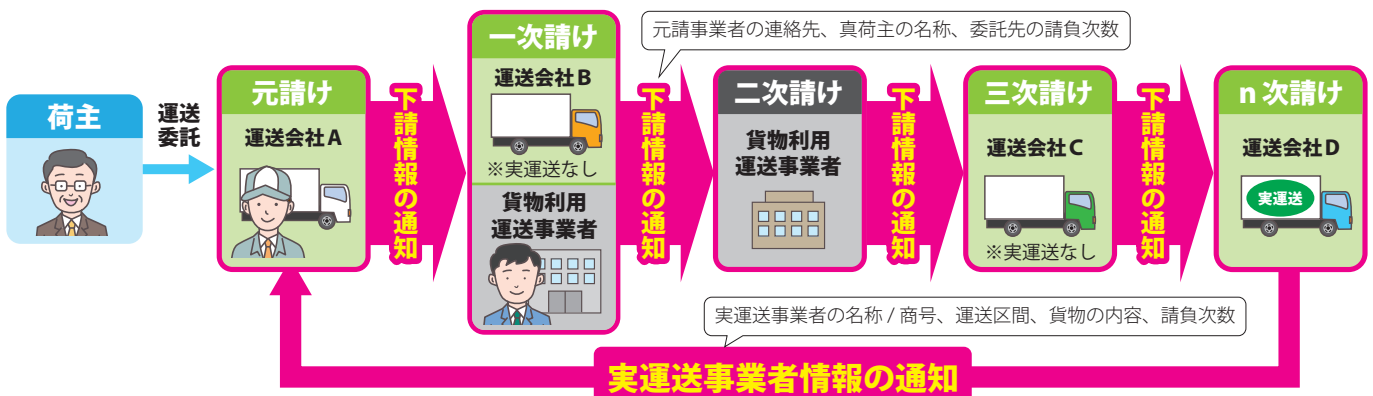 荷主
運送
委託
元請け
運送会社A
下請情報の通知
一次請け
運送会社B
※実運送なし
貨物利用
運送事業者
元請事業者の連絡先、真荷主の名称、委託先の請負次数
下請情報の通知
二次請け
貨物利用
運送事業者
下請情報の通知
三次請け
運送会社C
※実運送なし
下請情報の通知
n次請け
運送会社D
実運送
実運送事業者の名称 / 商号、運送区間、貨物の内容、請負次数
実運送事業者情報の通知